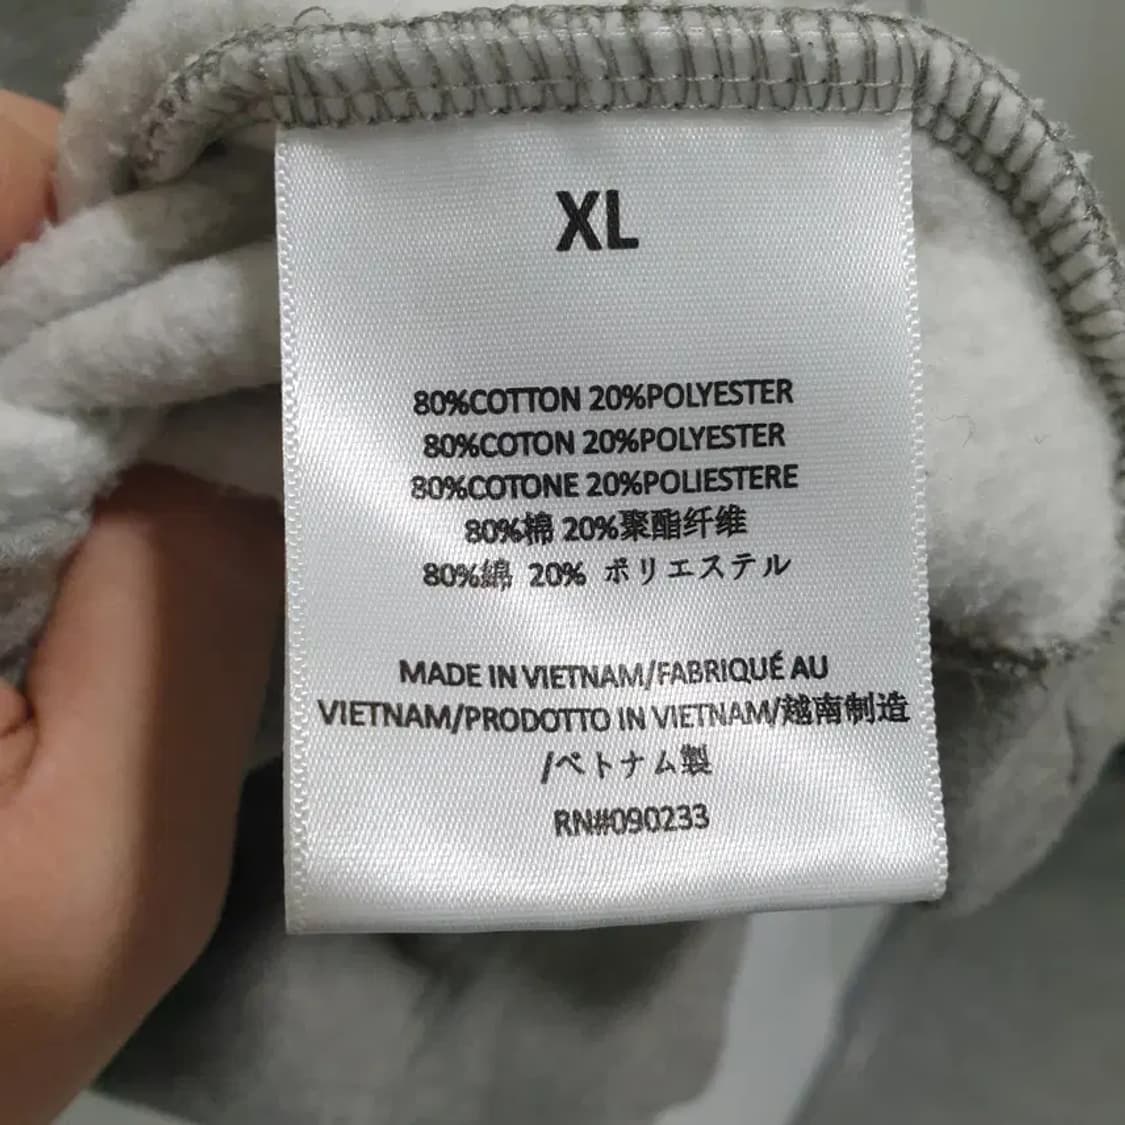 XL
80%COTTON 20%POLYESTER
80%COTON 20%POLYESTER
80%COTONE 20%POLIESTERE
80%棉 20%聚酯纤维
80%綿 20% ポリエステル
MADE IN VIETNAM/FABRIQUÉ AU
VIETNAM/PRODOTTO IN VIETNAM/越南制造
/ベトナム製
RN#090233